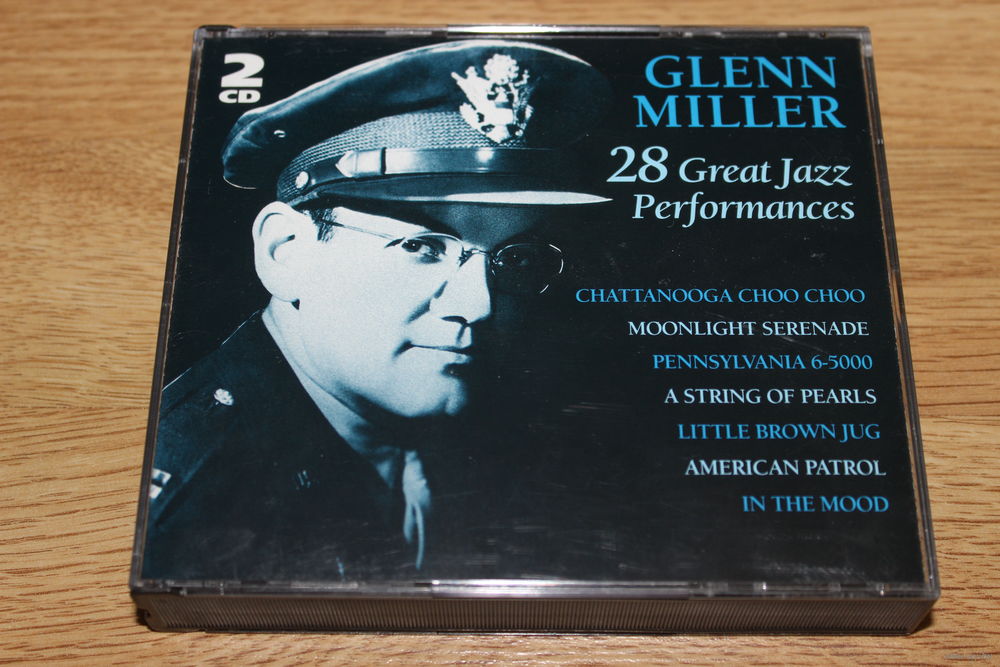 2
CD
GLENN
MILLER
28 Great Jazz
Performances
CHATTANOOGA CHOO CHOO
MOONLIGHT SERENADE
PENNSYLVANIA 6-5000
A STRING OF PEARLS
LITTLE BROWN JUG
AMERICAN PATROL
IN THE MOOD